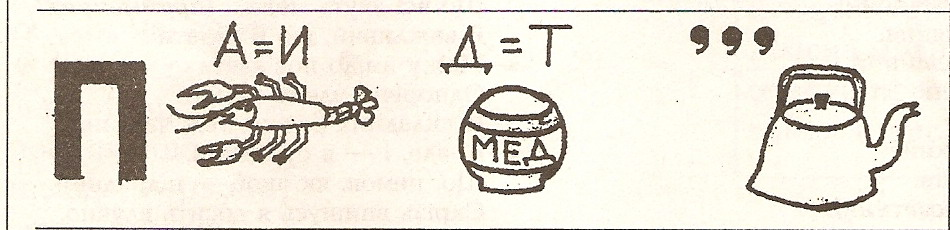 А=И
Д=Т
,,,
П
МЕД